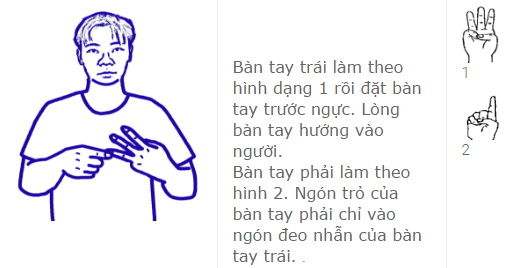 Bàn tay trái làm theo
hình dạng 1 rồi đặt bàn
tay trước ngực. Lòng
bàn tay hướng vào
người.
Bàn tay phải làm theo
hình 2. Ngón trỏ của
bàn tay phải chỉ vào
ngón đeo nhẫn của bàn
tay trái. .
1
2